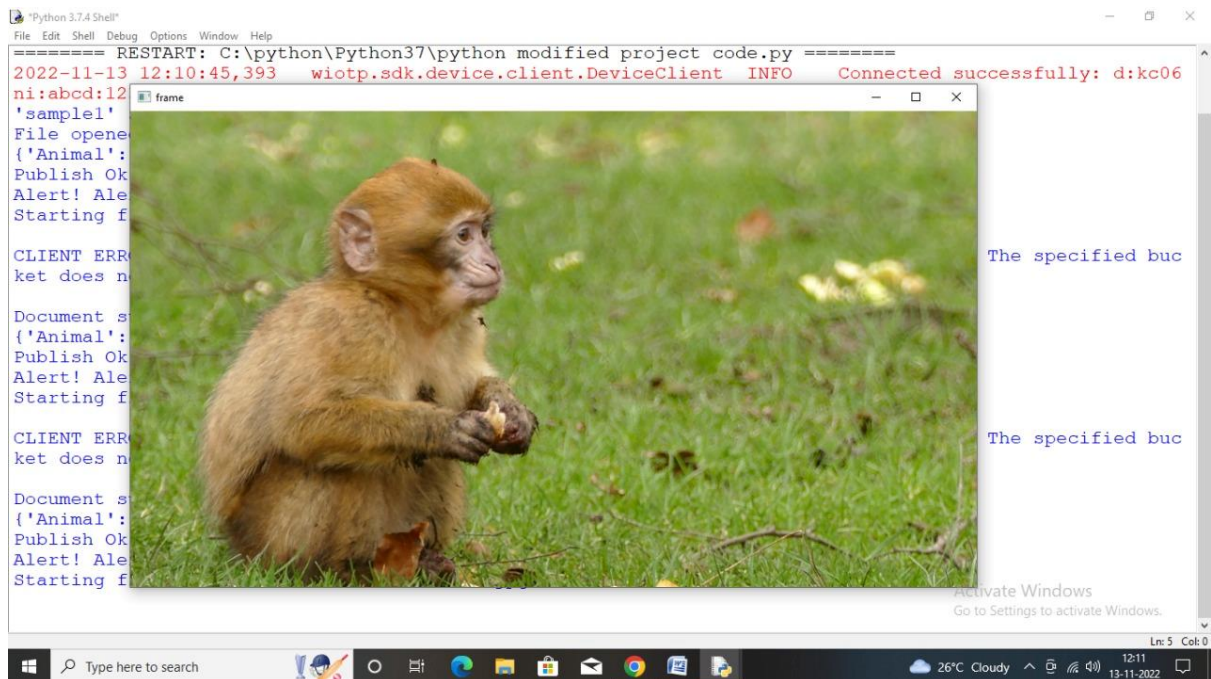 *Python 3.7.4 Shell*
File Edit Shell Debug Options Window Help
======== RESTART: C:\python\Python37\python modified project code.py ========
2022-11-13 12:10:45,393 wiotp.sdk.device.client.DeviceClient INFO Connected successfully: d:kc06
ni:abcd:12
frame
'sample1'
File opene
{'Animal':
Publish Ok
Alert! Ale
Starting f
CLIENT ERR The specified buc
ket does n
Document s
{'Animal':
Publish Ok
Alert! Ale
Starting f
CLIENT ERR The specified buc
ket does n
Document s
{'Animal':
Publish Ok
Alert! Ale
Starting f
Activate Windows
Go to Settings to activate Windows.
Ln: 5 Col: 0
Type here to search
26°C Cloudy
12:11
13-11-2022